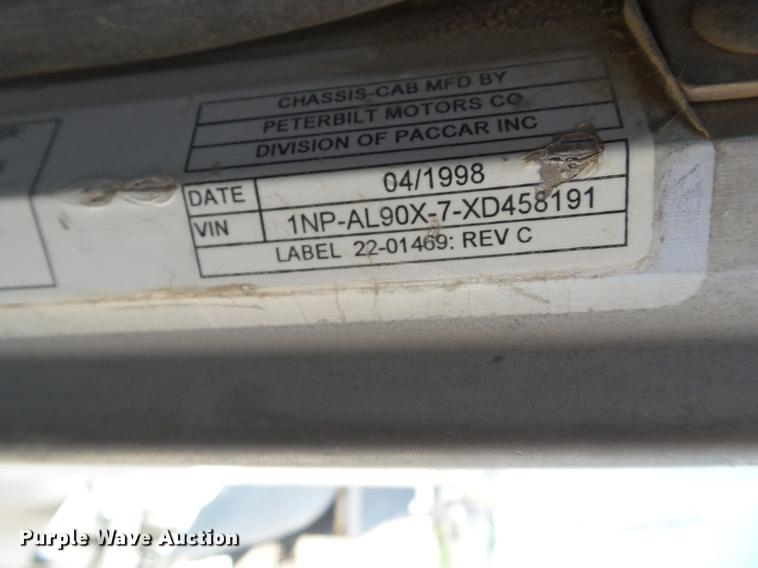 CHASSIS-CAB MFD BY
PETERBILT MOTORS CO
DIVISION OF PACCAR INC
DATE 04/1998
VIN 1NP-AL90X-7-XD458191
LABEL 22-01469: REV C
Purple Wave Auction